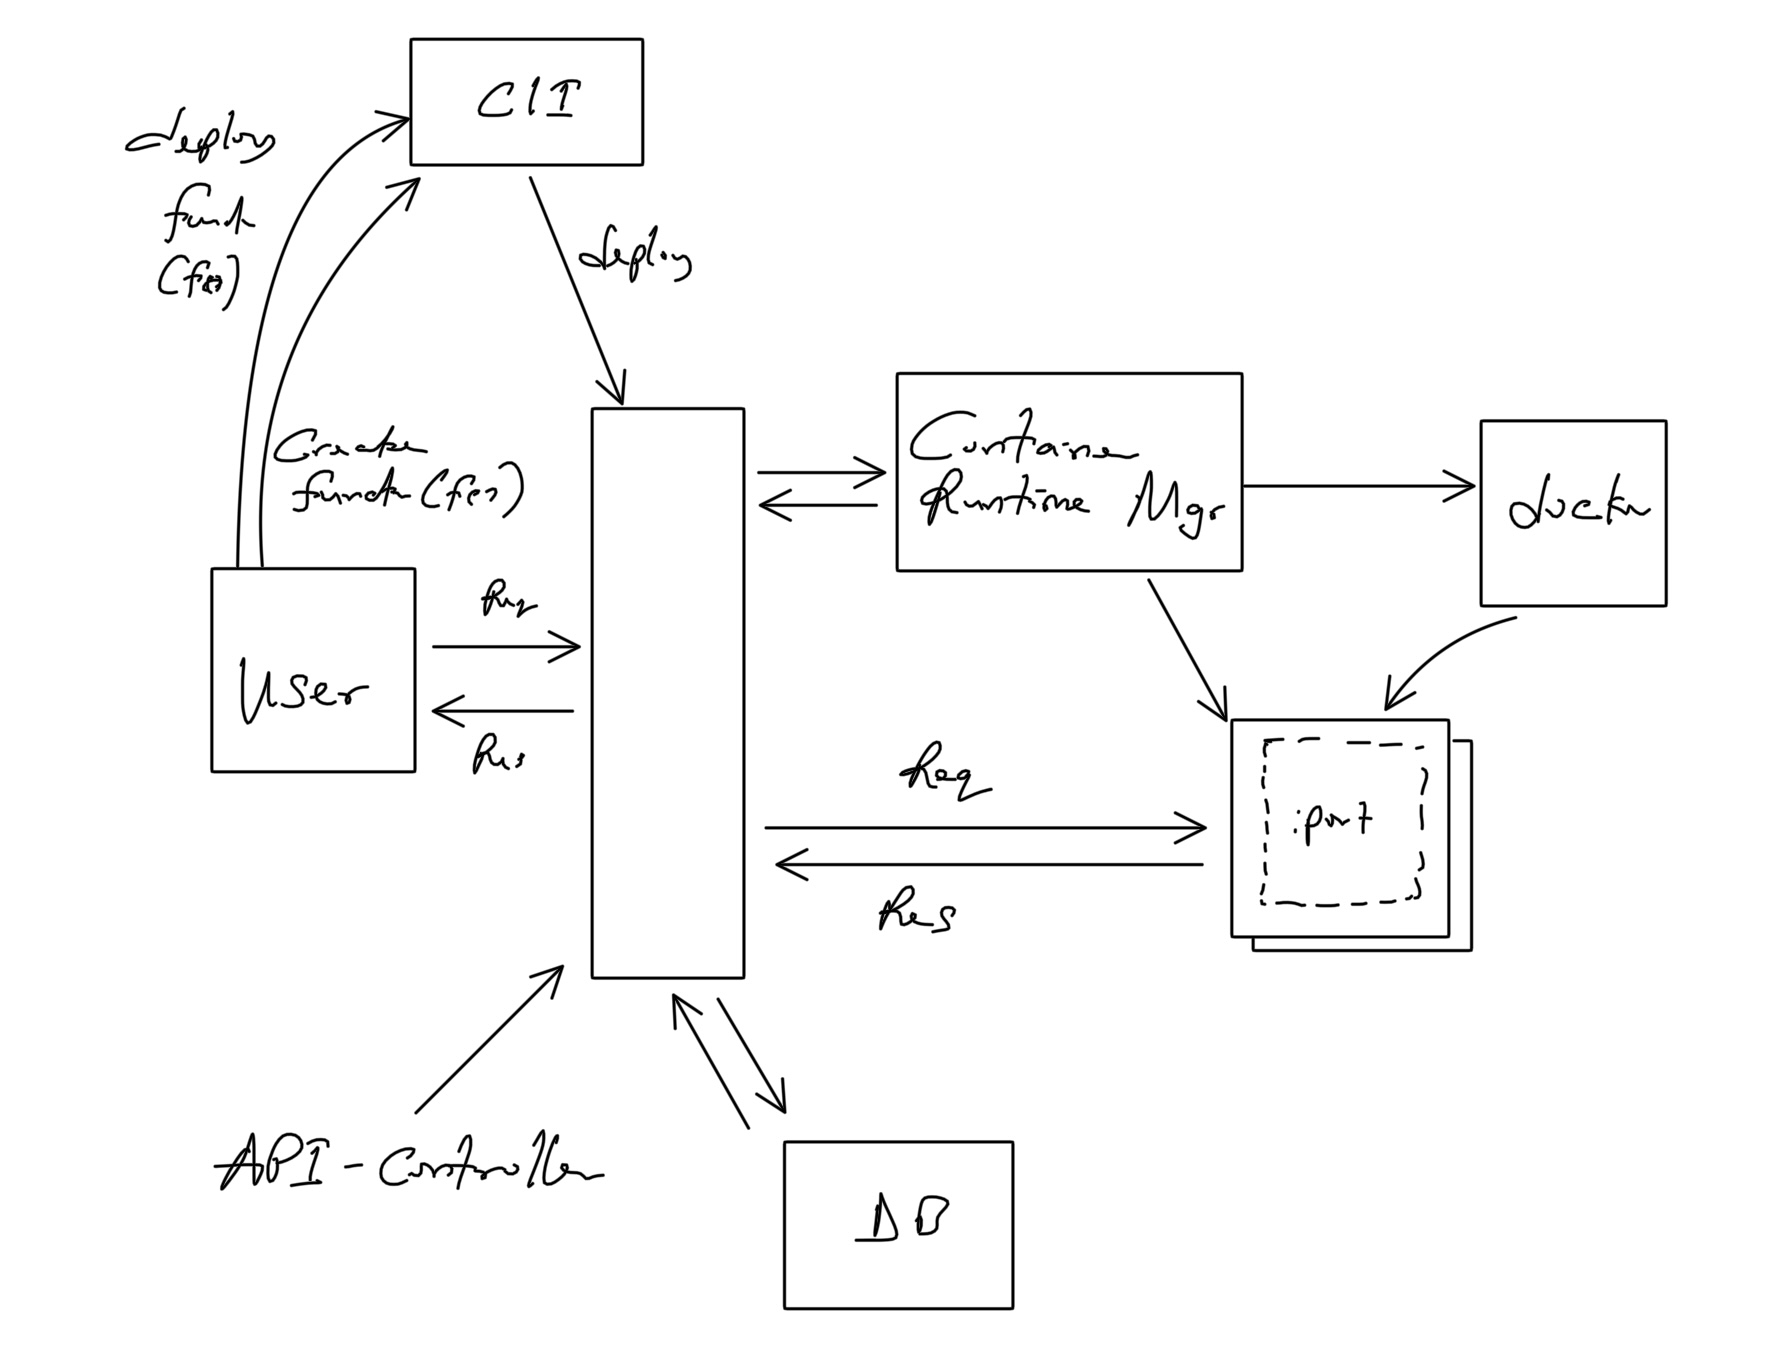 CLI
deploy
func
(fn)
deploy
Create
func (fn)
Container
Runtime Mgr
docker
Req
User
Res
Req
:port
Res
API-Controller
DB